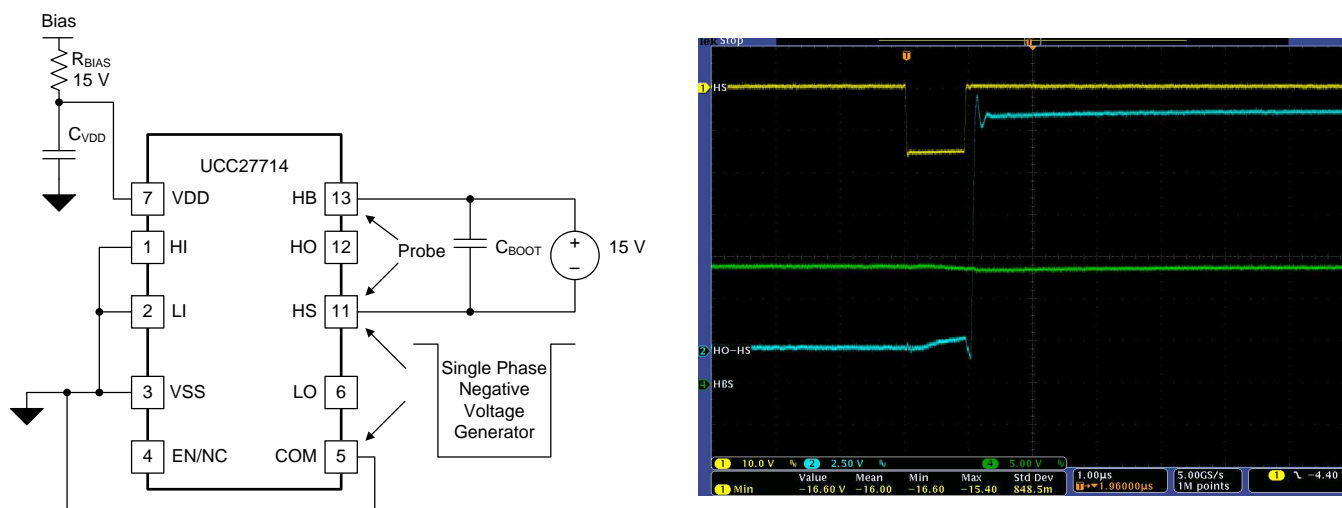 Bias
R_BIAS
15 V
C_VDD
UCC27714
7 VDD
HB 13
1 HI
HO 12
Probe
C_BOOT
+
−
15 V
2 LI
HS 11
3 VSS
LO 6
Single Phase
Negative
Voltage
Generator
4 EN/NC
COM 5
Tek Stop
T
T
1 HS
2 HO-HS
4 HBS
1 10.0 V 2 2.50 V 4 5.00 V
Value Mean Min Max Std Dev
1 Min −16.60 V −16.00 −16.60 −15.40 848.5m
1.00µs
T→▼1.96000µs
5.00GS/s
1M points
1 −4.40